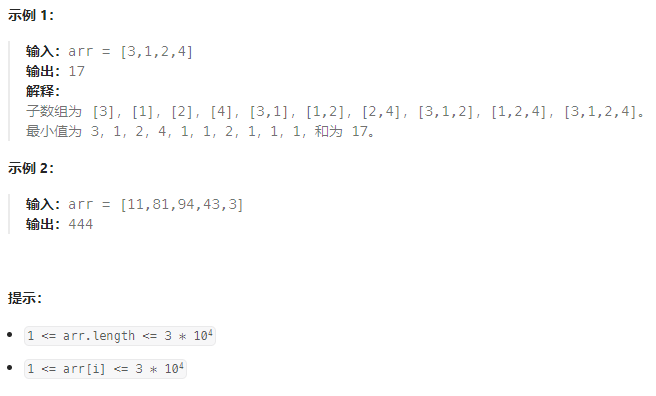 示例 1：
输入：arr = [3,1,2,4]
输出：17
解释：
子数组为 [3]，[1]，[2]，[4]，[3,1]，[1,2]，[2,4]，[3,1,2]，[1,2,4]，[3,1,2,4]。
最小值为 3，1，2，4，1，1，2，1，1，1，和为 17。
示例 2：
输入：arr = [11,81,94,43,3]
输出：444
提示：
• 1 <= arr.length <= 3 * 10⁴
• 1 <= arr[i] <= 3 * 10⁴